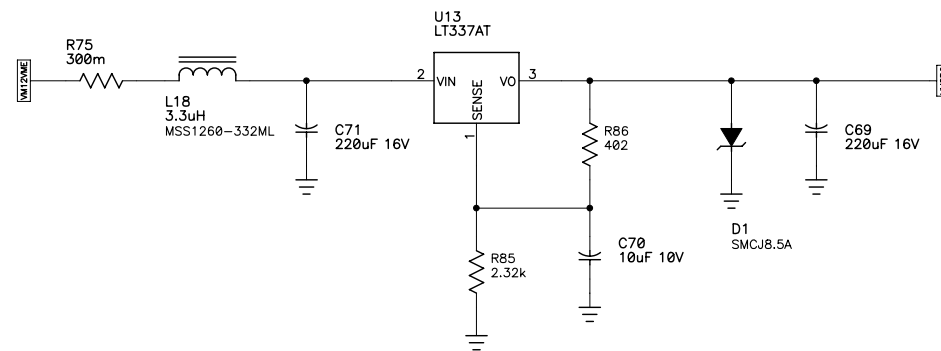 U13
LT337AT
R75
300m
VM12VME
2
VIN
VO
3
SENSE
1
L18
3.3uH
MSS1260-332ML
C71
220uF 16V
R86
402
C69
220uF 16V
D1
SMCJ8.5A
R85
2.32k
C70
10uF 10V